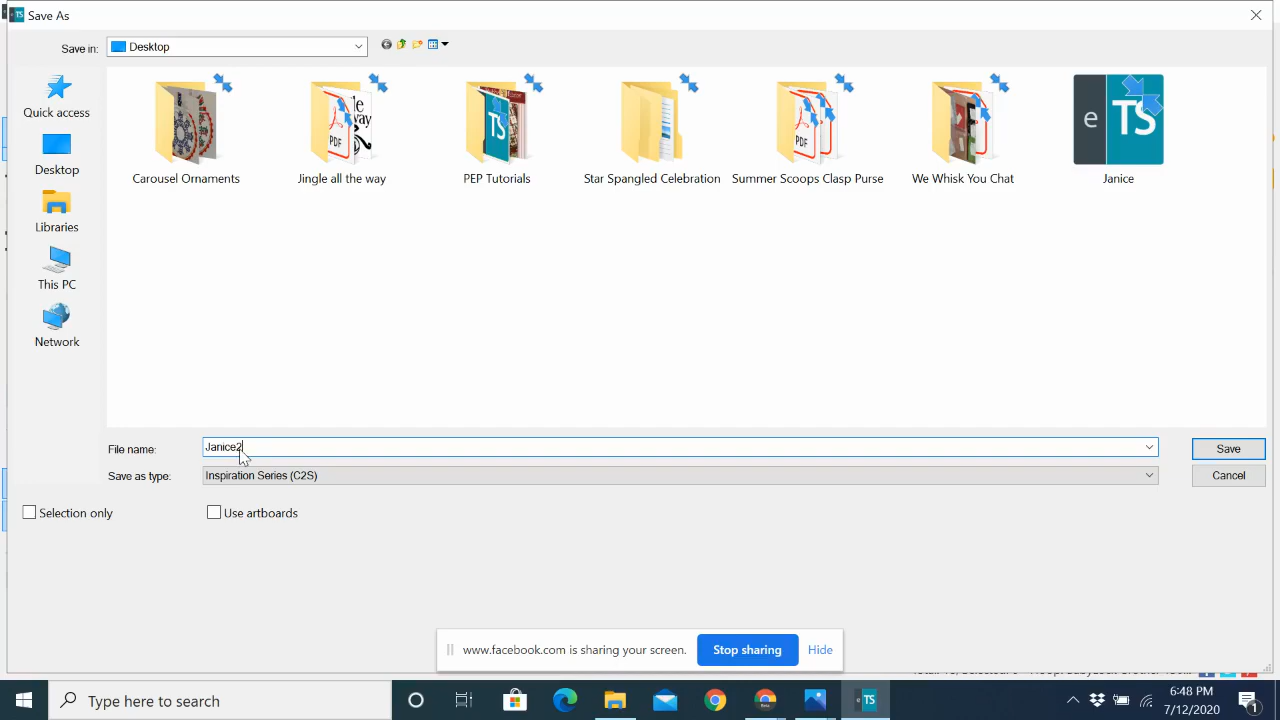 Save As
Save in:
Desktop
Quick access
Desktop
Libraries
This PC
Network
Carousel Ornaments
Jingle all the way
PEP Tutorials
Star Spangled Celebration
Summer Scoops Clasp Purse
We Whisk You Chat
Janice
File name:
Janice2
Save
Save as type:
Inspiration Series (C2S)
Cancel
Selection only
Use artboards
www.facebook.com is sharing your screen.
Stop sharing
Hide
Type here to search
6:48 PM
7/12/2020